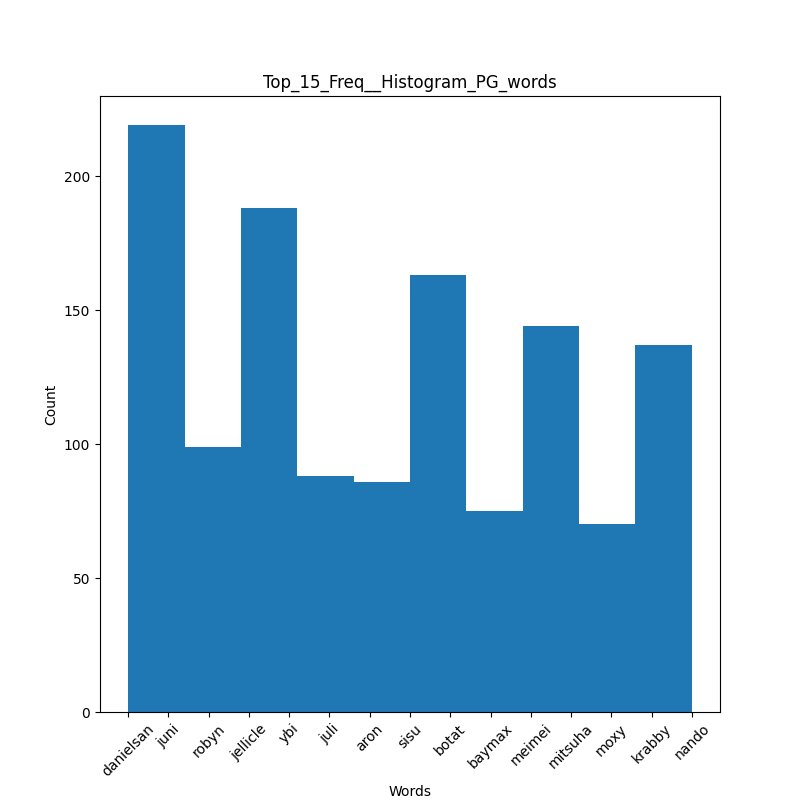 Top_15_Freq__Histogram_PG_words
200
150
100
50
0
Count
danielsan juni robyn jellicle ybi juli aron sisu botat baymax meimei mitsuha moxy krabby nando
Words